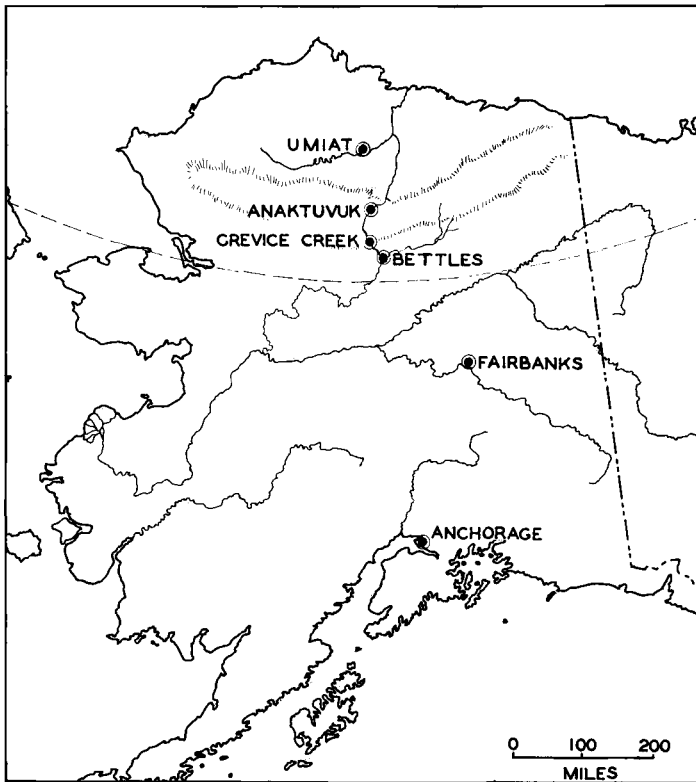 UMIAT
ANAKTUVUK
CREVICE CREEK
BETTLES
FAIRBANKS
ANCHORAGE
0 100 200
MILES